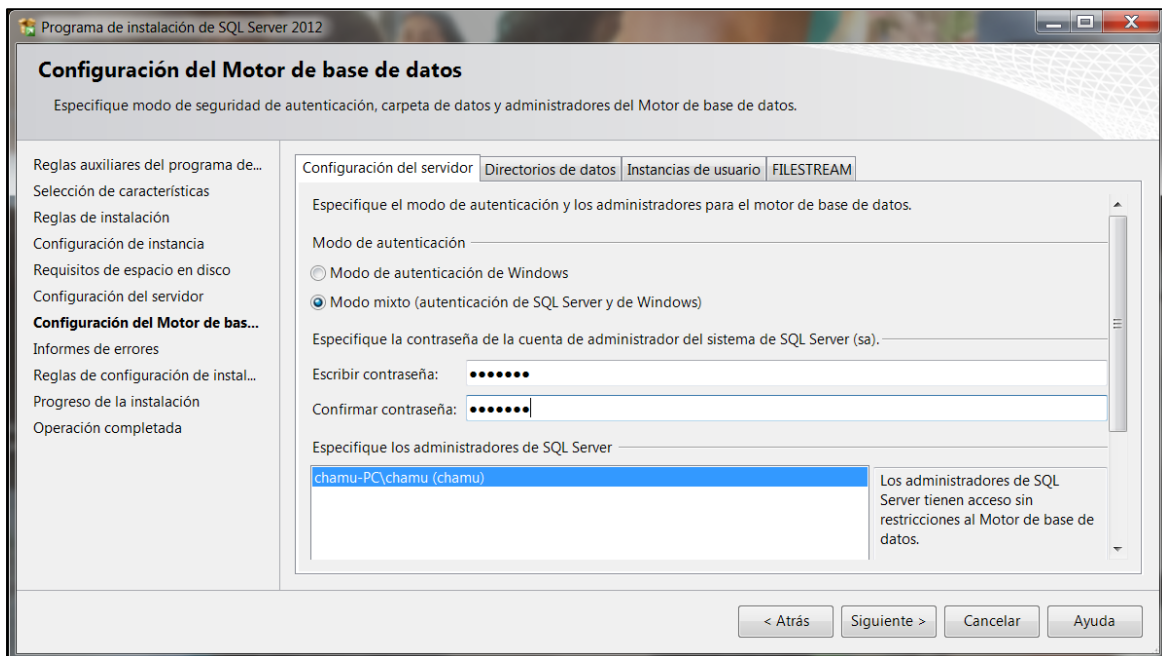 Programa de instalación de SQL Server 2012
Configuración del Motor de base de datos
Especifique modo de seguridad de autenticación, carpeta de datos y administradores del Motor de base de datos.
Reglas auxiliares del programa de...
Selección de características
Reglas de instalación
Configuración de instancia
Requisitos de espacio en disco
Configuración del servidor
Configuración del Motor de bas...
Informes de errores
Reglas de configuración de instal...
Progreso de la instalación
Operación completada
Configuración del servidor Directorios de datos Instancias de usuario FILESTREAM
Especifique el modo de autenticación y los administradores para el motor de base de datos.
Modo de autenticación
Modo de autenticación de Windows
Modo mixto (autenticación de SQL Server y de Windows)
Especifique la contraseña de la cuenta de administrador del sistema de SQL Server (sa).
Escribir contraseña: ●●●●●●●
Confirmar contraseña: ●●●●●●●
Especifique los administradores de SQL Server
chamu-PC\chamu (chamu)
Los administradores de SQL
Server tienen acceso sin
restricciones al Motor de base de
datos.
< Atrás Siguiente > Cancelar Ayuda